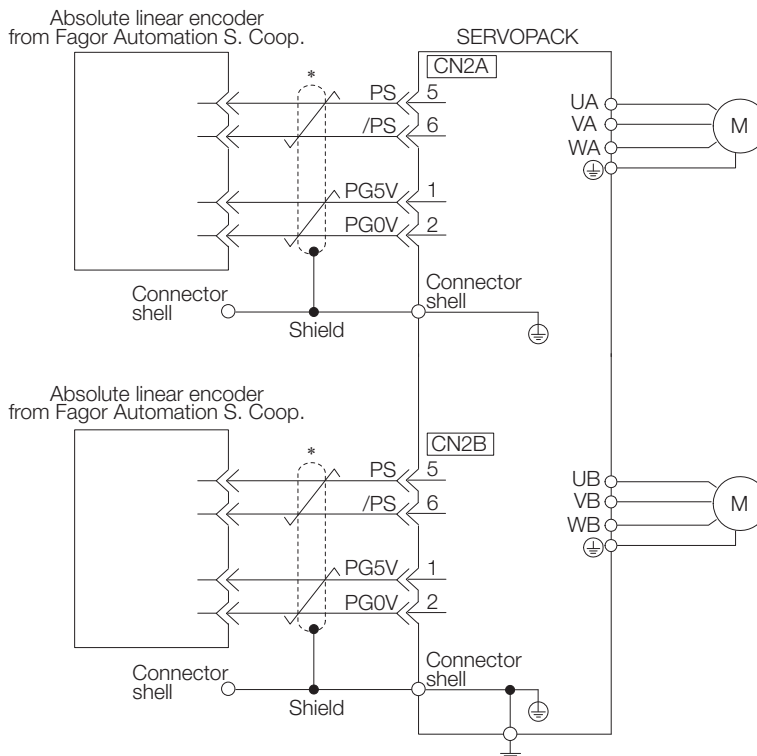 Absolute linear encoder
from Fagor Automation S. Coop.
SERVOPACK
CN2A
*
PS
5
/PS
6
PG5V
1
PG0V
2
UA
VA
WA
M
Connector
shell
Shield
Connector
shell
Absolute linear encoder
from Fagor Automation S. Coop.
CN2B
*
PS
5
/PS
6
PG5V
1
PG0V
2
UB
VB
WB
M
Connector
shell
Shield
Connector
shell